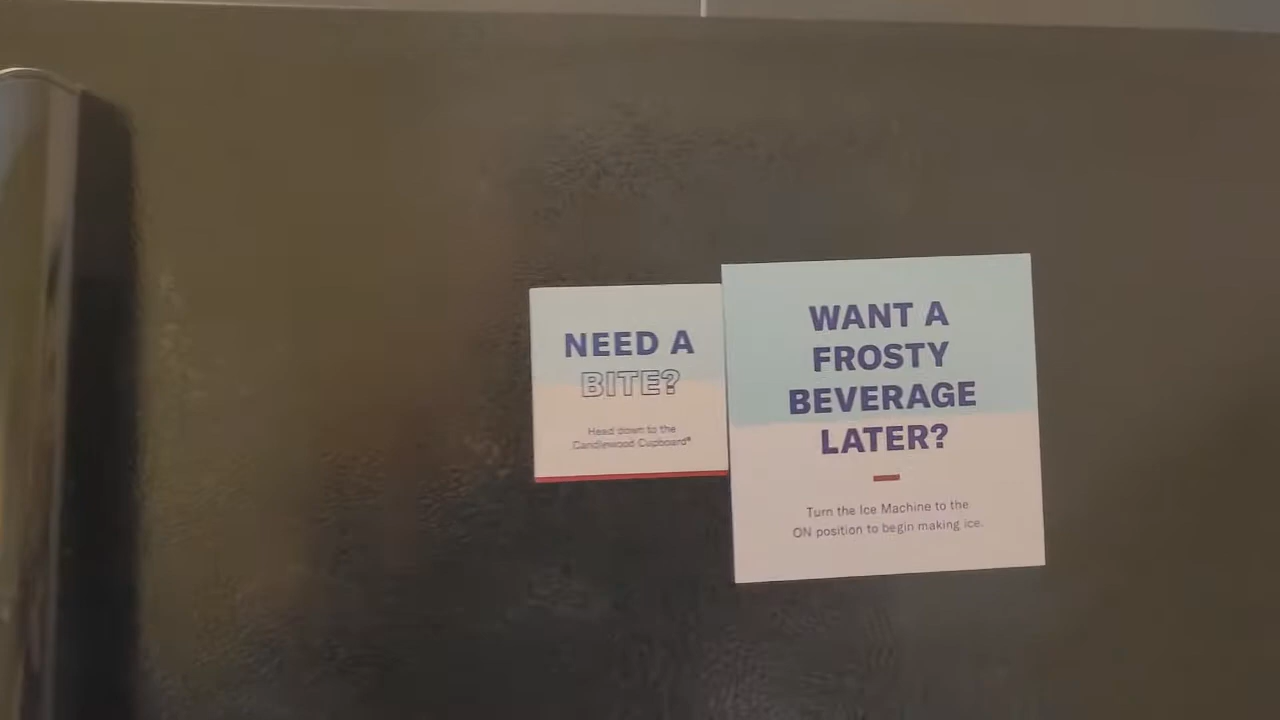 NEED A
BITE?
Head down to the
Candlewood Cupboard®
WANT A
FROSTY
BEVERAGE
LATER?
Turn the Ice Machine to the
ON position to begin making ice.